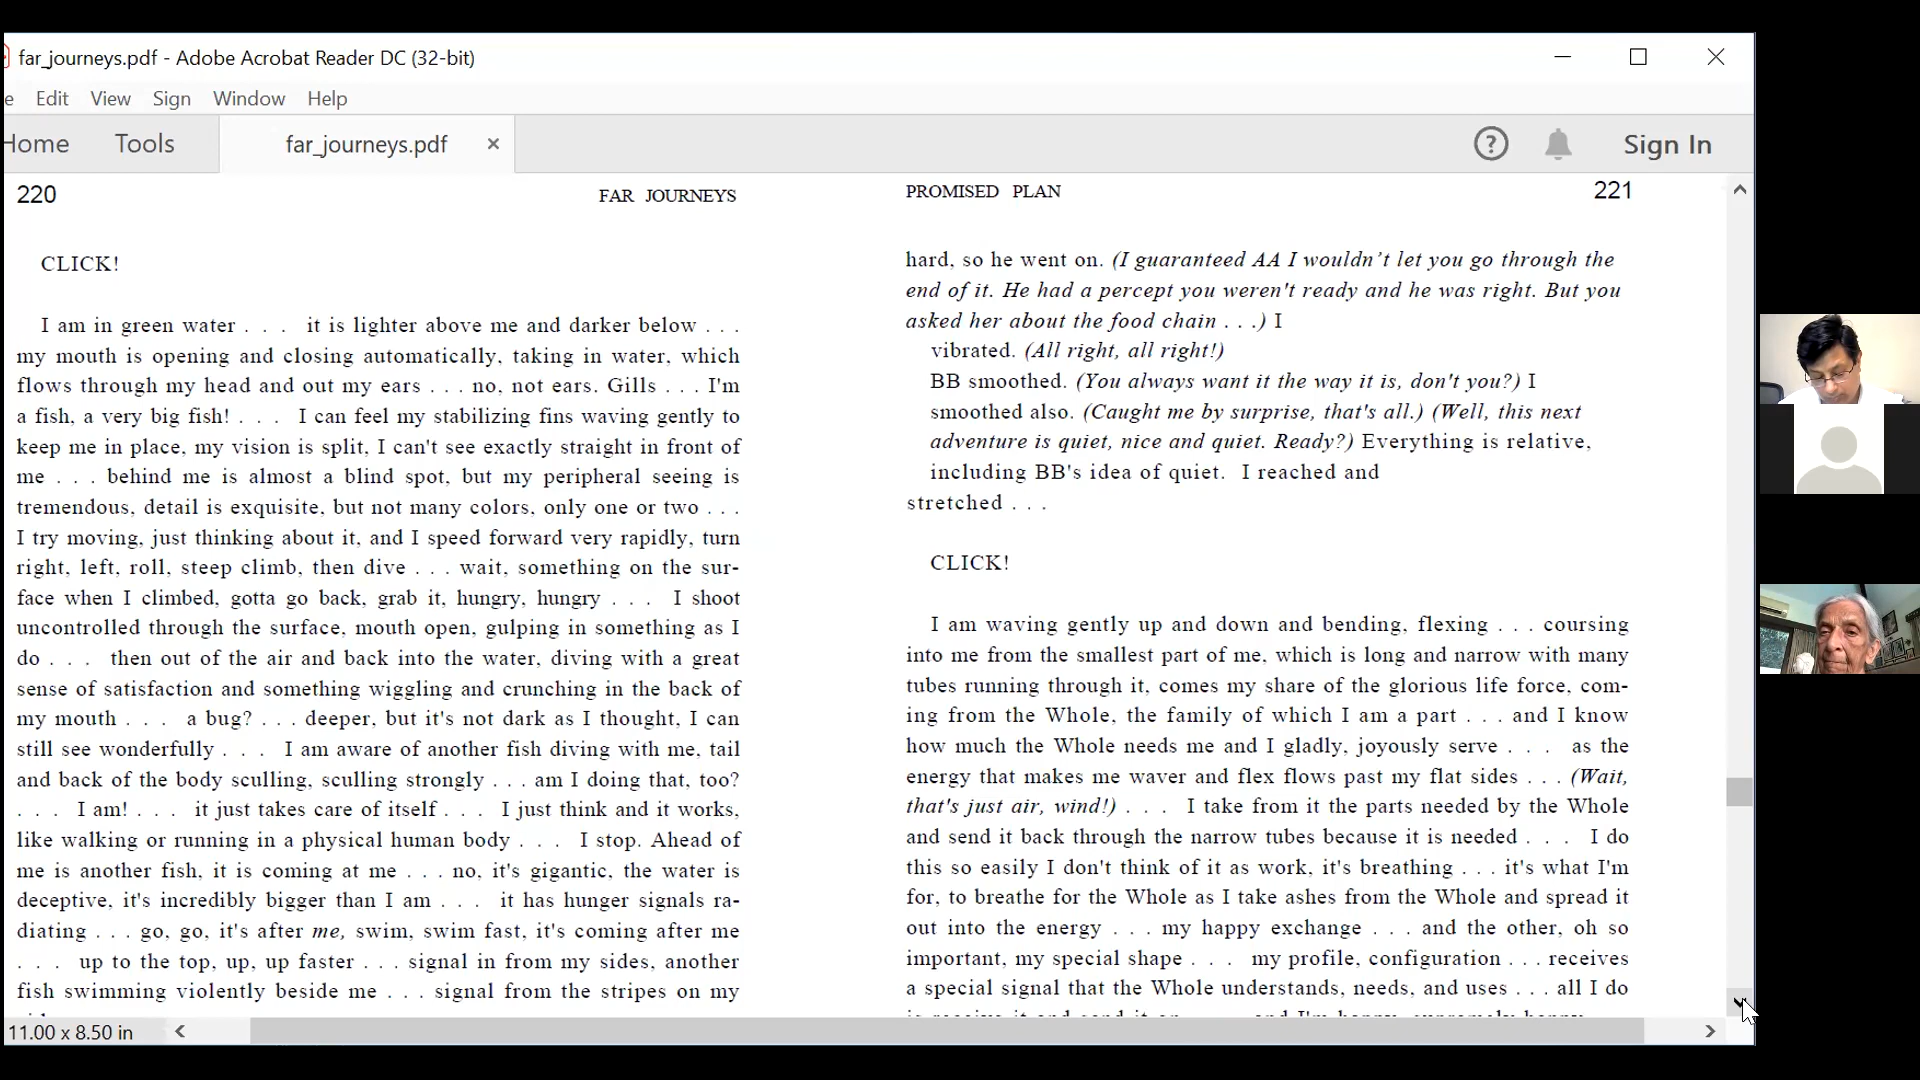 far_journeys.pdf - Adobe Acrobat Reader DC (32-bit)
e Edit View Sign Window Help
Home Tools far_journeys.pdf × ? Sign In
220 FAR JOURNEYS
CLICK!
I am in green water . . . it is lighter above me and darker below . . .
my mouth is opening and closing automatically, taking in water, which
flows through my head and out my ears . . . no, not ears. Gills . . . I'm
a fish, a very big fish! . . . I can feel my stabilizing fins waving gently to
keep me in place, my vision is split, I can't see exactly straight in front of
me . . . behind me is almost a blind spot, but my peripheral seeing is
tremendous, detail is exquisite, but not many colors, only one or two . . .
I try moving, just thinking about it, and I speed forward very rapidly, turn
right, left, roll, steep climb, then dive . . . wait, something on the sur-
face when I climbed, gotta go back, grab it, hungry, hungry . . . I shoot
uncontrolled through the surface, mouth open, gulping in something as I
do . . . then out of the air and back into the water, diving with a great
sense of satisfaction and something wiggling and crunching in the back of
my mouth . . . a bug? . . . deeper, but it's not dark as I thought, I can
still see wonderfully . . . I am aware of another fish diving with me, tail
and back of the body sculling, sculling strongly . . . am I doing that, too?
. . . I am! . . . it just takes care of itself . . . I just think and it works,
like walking or running in a physical human body . . . I stop. Ahead of
me is another fish, it is coming at me . . . no, it's gigantic, the water is
deceptive, it's incredibly bigger than I am . . . it has hunger signals ra-
diating . . . go, go, it's after me, swim, swim fast, it's coming after me
. . . up to the top, up, up faster . . . signal in from my sides, another
fish swimming violently beside me . . . signal from the stripes on my
PROMISED PLAN 221
hard, so he went on. (I guaranteed AA I wouldn’t let you go through the
end of it. He had a percept you weren't ready and he was right. But you
asked her about the food chain . . .) I
vibrated. (All right, all right!)
BB smoothed. (You always want it the way it is, don't you?) I
smoothed also. (Caught me by surprise, that's all.) (Well, this next
adventure is quiet, nice and quiet. Ready?) Everything is relative,
including BB's idea of quiet. I reached and
stretched . . .
CLICK!
I am waving gently up and down and bending, flexing . . . coursing
into me from the smallest part of me, which is long and narrow with many
tubes running through it, comes my share of the glorious life force, com-
ing from the Whole, the family of which I am a part . . . and I know
how much the Whole needs me and I gladly, joyously serve . . . as the
energy that makes me waver and flex flows past my flat sides . . . (Wait,
that's just air, wind!) . . . I take from it the parts needed by the Whole
and send it back through the narrow tubes because it is needed . . . I do
this so easily I don't think of it as work, it's breathing . . . it's what I'm
for, to breathe for the Whole as I take ashes from the Whole and spread it
out into the energy . . . my happy exchange . . . and the other, oh so
important, my special shape . . . my profile, configuration . . . receives
a special signal that the Whole understands, needs, and uses . . . all I do
11.00 x 8.50 in